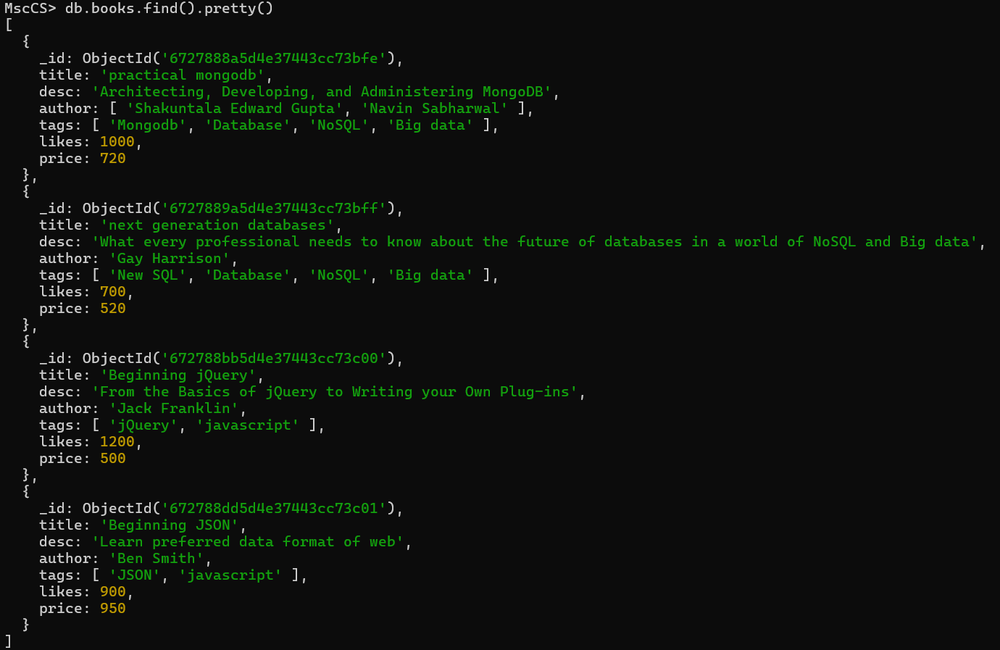 MscCS> db.books.find().pretty()
[
  {
    _id: ObjectId('6727888a5d4e37443cc73bfe'),
    title: 'practical mongodb',
    desc: 'Architecting, Developing, and Administering MongoDB',
    author: [ 'Shakuntala Edward Gupta', 'Navin Sabharwal' ],
    tags: [ 'Mongodb', 'Database', 'NoSQL', 'Big data' ],
    likes: 1000,
    price: 720
  },
  {
    _id: ObjectId('6727889a5d4e37443cc73bff'),
    title: 'next generation databases',
    desc: 'What every professional needs to know about the future of databases in a world of NoSQL and Big data',
    author: 'Gay Harrison',
    tags: [ 'New SQL', 'Database', 'NoSQL', 'Big data' ],
    likes: 700,
    price: 520
  },
  {
    _id: ObjectId('672788bb5d4e37443cc73c00'),
    title: 'Beginning jQuery',
    desc: 'From the Basics of jQuery to Writing your Own Plug-ins',
    author: 'Jack Franklin',
    tags: [ 'jQuery', 'javascript' ],
    likes: 1200,
    price: 500
  },
  {
    _id: ObjectId('672788dd5d4e37443cc73c01'),
    title: 'Beginning JSON',
    desc: 'Learn preferred data format of web',
    author: 'Ben Smith',
    tags: [ 'JSON', 'javascript' ],
    likes: 900,
    price: 950
  }
]